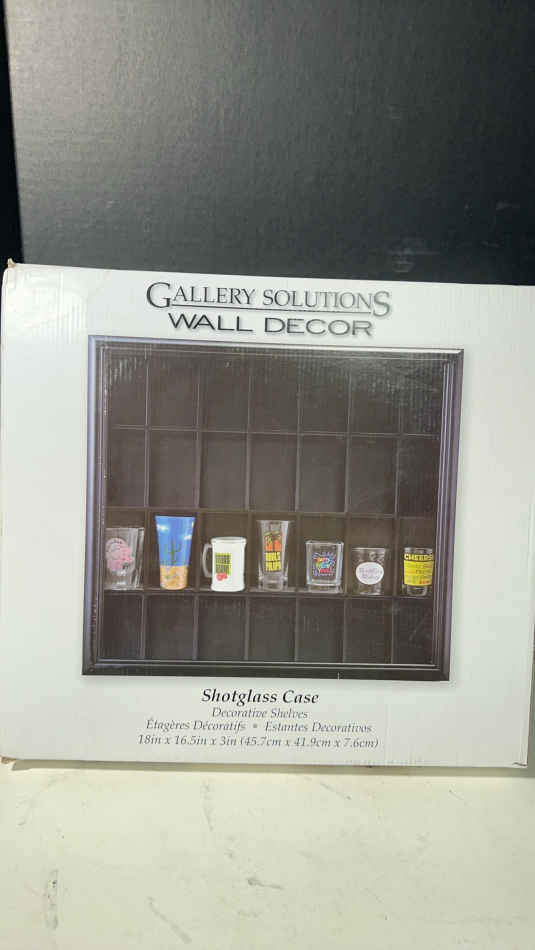 GALLERY SOLUTIONS
WALL DECOR
CHEERS
Shotglass Case
Decorative Shelves
Étagères Décoratifs • Estantes Decorativos
18in x 16.5in x 3in (45.7cm x 41.9cm x 7.6cm)